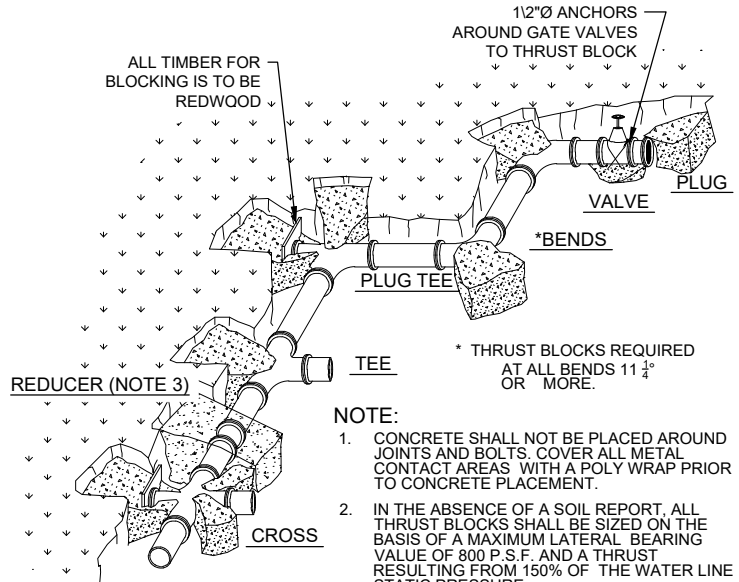 1\2"Ø ANCHORS
AROUND GATE VALVES
TO THRUST BLOCK
ALL TIMBER FOR
BLOCKING IS TO BE
REDWOOD
PLUG
VALVE
*BENDS
PLUG TEE
* THRUST BLOCKS REQUIRED
AT ALL BENDS 11 1/4°
OR MORE.
TEE
REDUCER (NOTE 3)
CROSS
NOTE:
1. CONCRETE SHALL NOT BE PLACED AROUND
JOINTS AND BOLTS. COVER ALL METAL
CONTACT AREAS WITH A POLY WRAP PRIOR
TO CONCRETE PLACEMENT.
2. IN THE ABSENCE OF A SOIL REPORT, ALL
THRUST BLOCKS SHALL BE SIZED ON THE
BASIS OF A MAXIMUM LATERAL BEARING
VALUE OF 800 P.S.F. AND A THRUST
RESULTING FROM 150% OF THE WATER LINE
STATIC PRESSURE